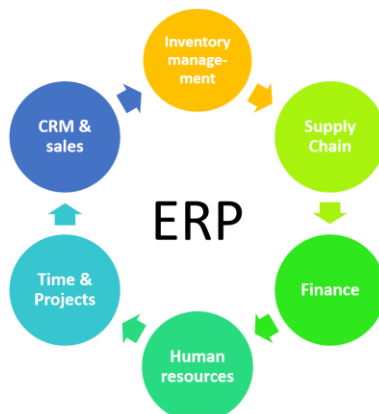 Inventory
manage-
ment
Supply
Chain
Finance
Human
resources
Time &
Projects
CRM &
sales
ERP